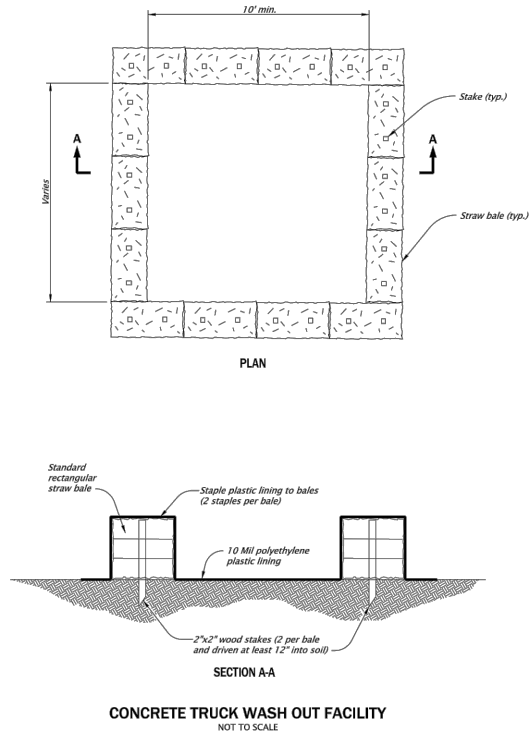 10' min.
Stake (typ.)
A
A
Varies
Straw bale (typ.)
PLAN
Standard
rectangular
straw bale
Staple plastic lining to bales
(2 staples per bale)
10 Mil polyethylene
plastic lining
2"x2" wood stakes (2 per bale
and driven at least 12" into soil)
SECTION A-A
CONCRETE TRUCK WASH OUT FACILITY
NOT TO SCALE